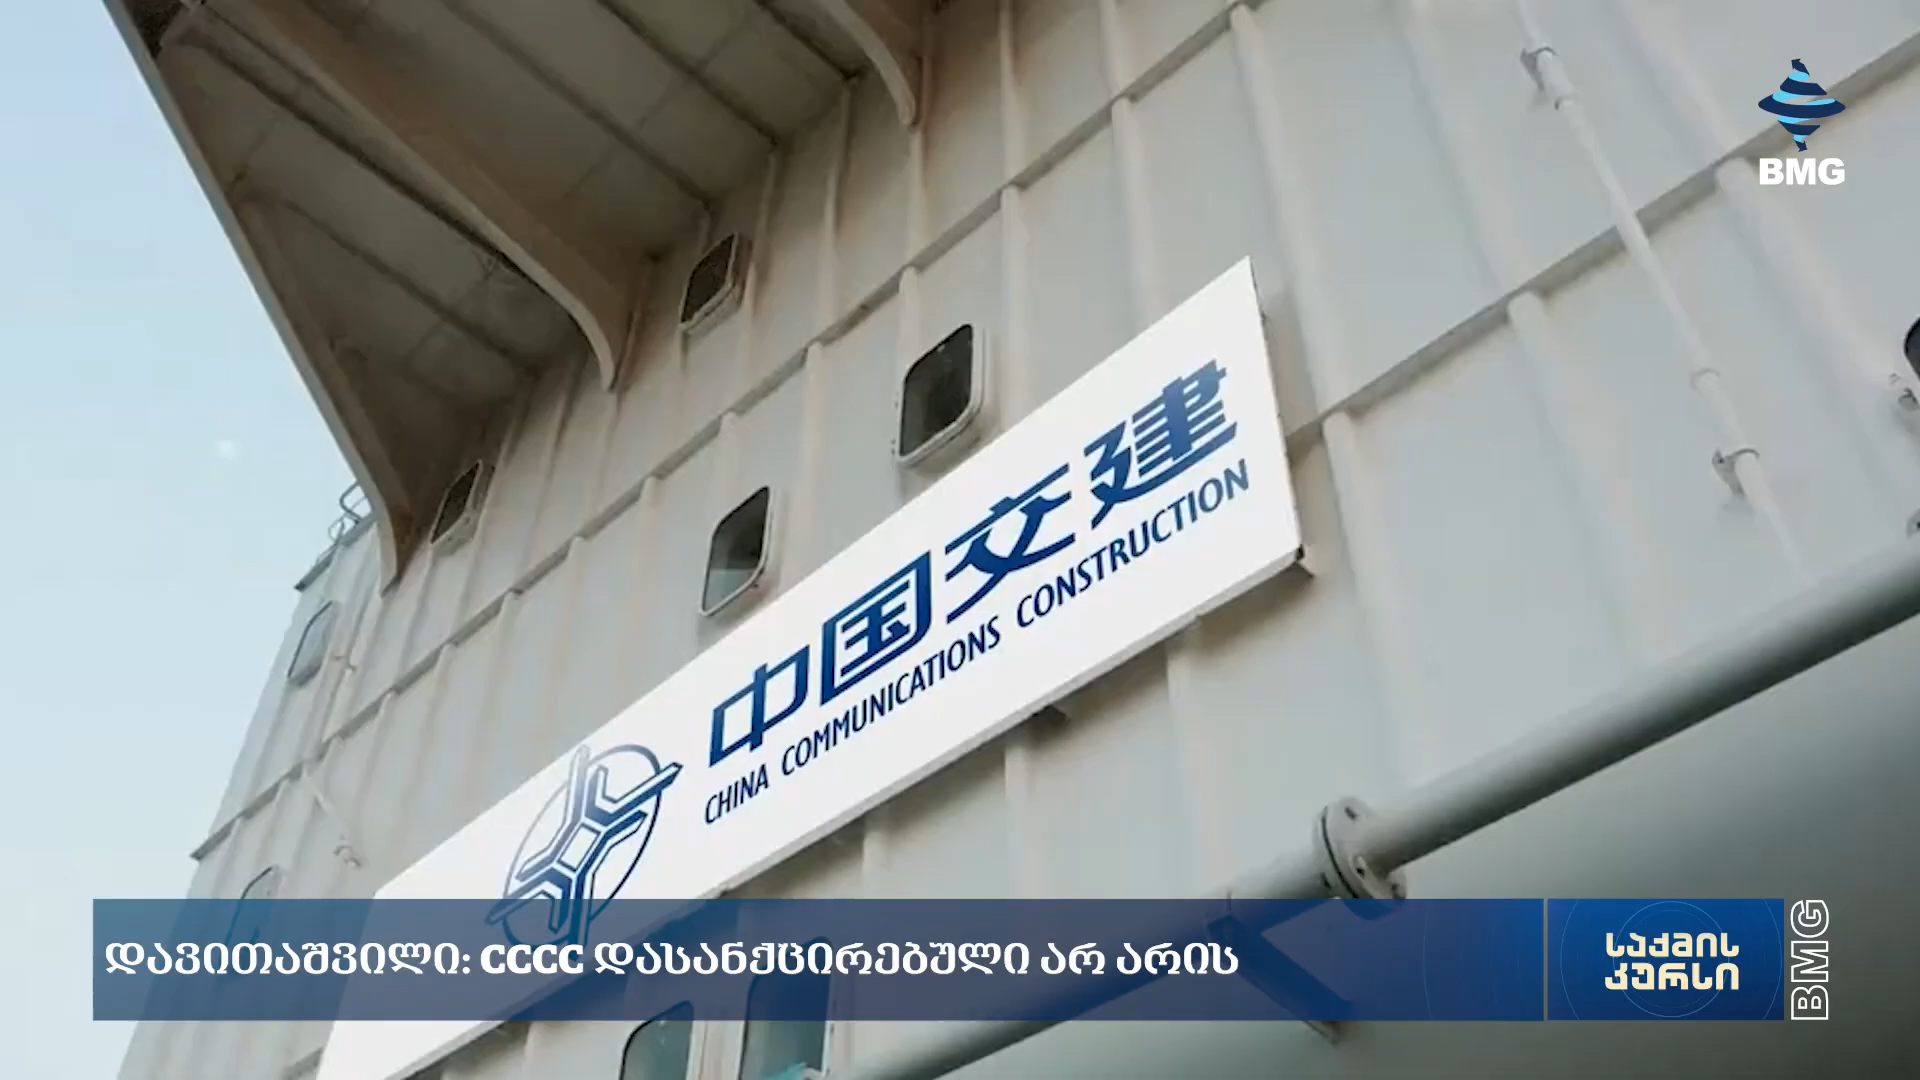 BMG
中国交建
CHINA COMMUNICATIONS CONSTRUCTION
დავითაშვილი: CCCC დასანქცირებული არ არის
საქმის
კურსი
BMG